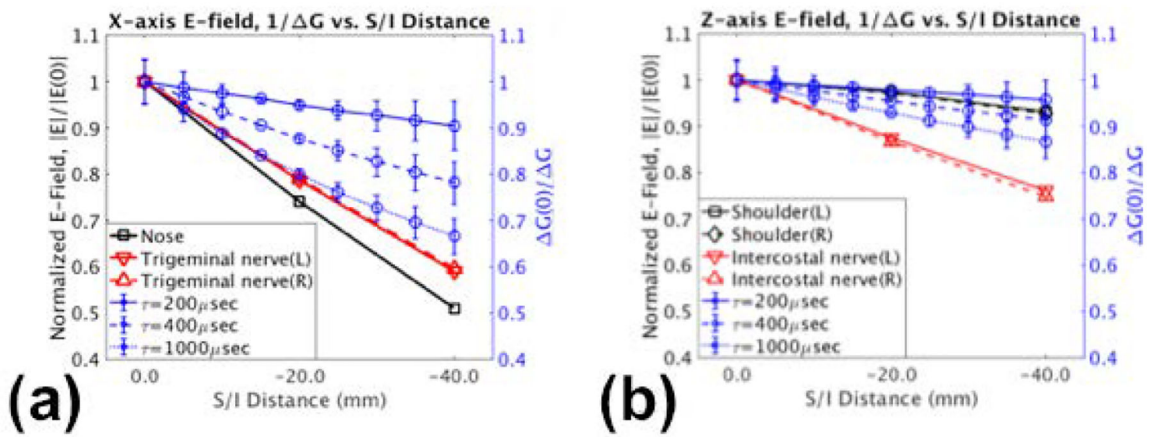 X-axis E-field, 1/ΔG vs. S/I Distance
1.1
1
0.9
0.8
0.7
0.6
0.5
0.4
Normalized E-Field, |E|/|E(0)|
Nose
Trigeminal nerve(L)
Trigeminal nerve(R)
τ=200μsec
τ=400μsec
τ=1000μsec
1.1
1
0.9
0.8
0.7
0.6
0.5
0.4
ΔG(0)/ΔG
0.0 -20.0 -40.0
S/I Distance (mm)
(a)
Z-axis E-field, 1/ΔG vs. S/I Distance
1.1
1
0.9
0.8
0.7
0.6
0.5
0.4
Normalized E-Field, |E|/|E(0)|
Shoulder(L)
Shoulder(R)
Intercostal nerve(L)
Intercostal nerve(R)
τ=200μsec
τ=400μsec
τ=1000μsec
1.1
1
0.9
0.8
0.7
0.6
0.5
0.4
ΔG(0)/ΔG
0.0 -20.0 -40.0
S/I Distance (mm)
(b)